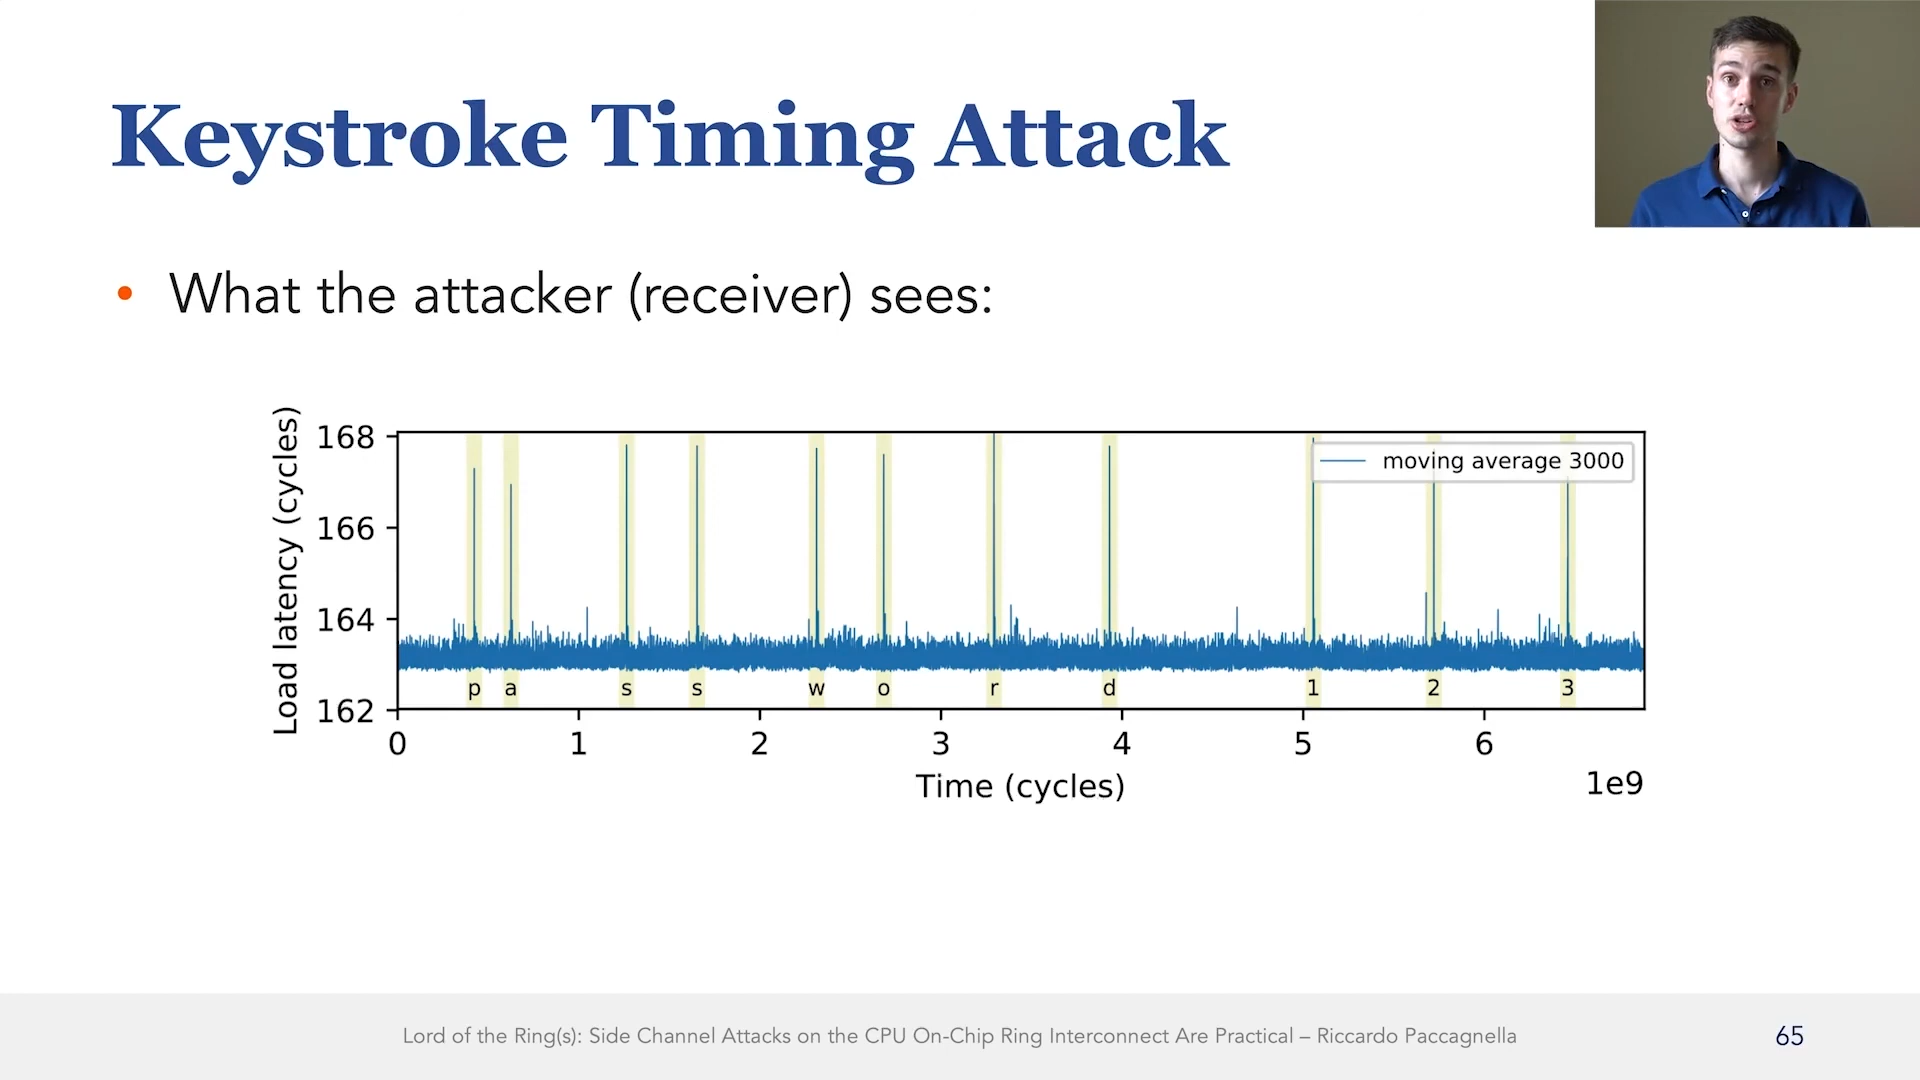 Keystroke Timing Attack
• What the attacker (receiver) sees:
Load latency (cycles)
168
166
164
162
moving average 3000
p a s s w o r d 1 2 3
0 1 2 3 4 5 6
Time (cycles)
1e9
Lord of the Ring(s): Side Channel Attacks on the CPU On-Chip Ring Interconnect Are Practical – Riccardo Paccagnella
65